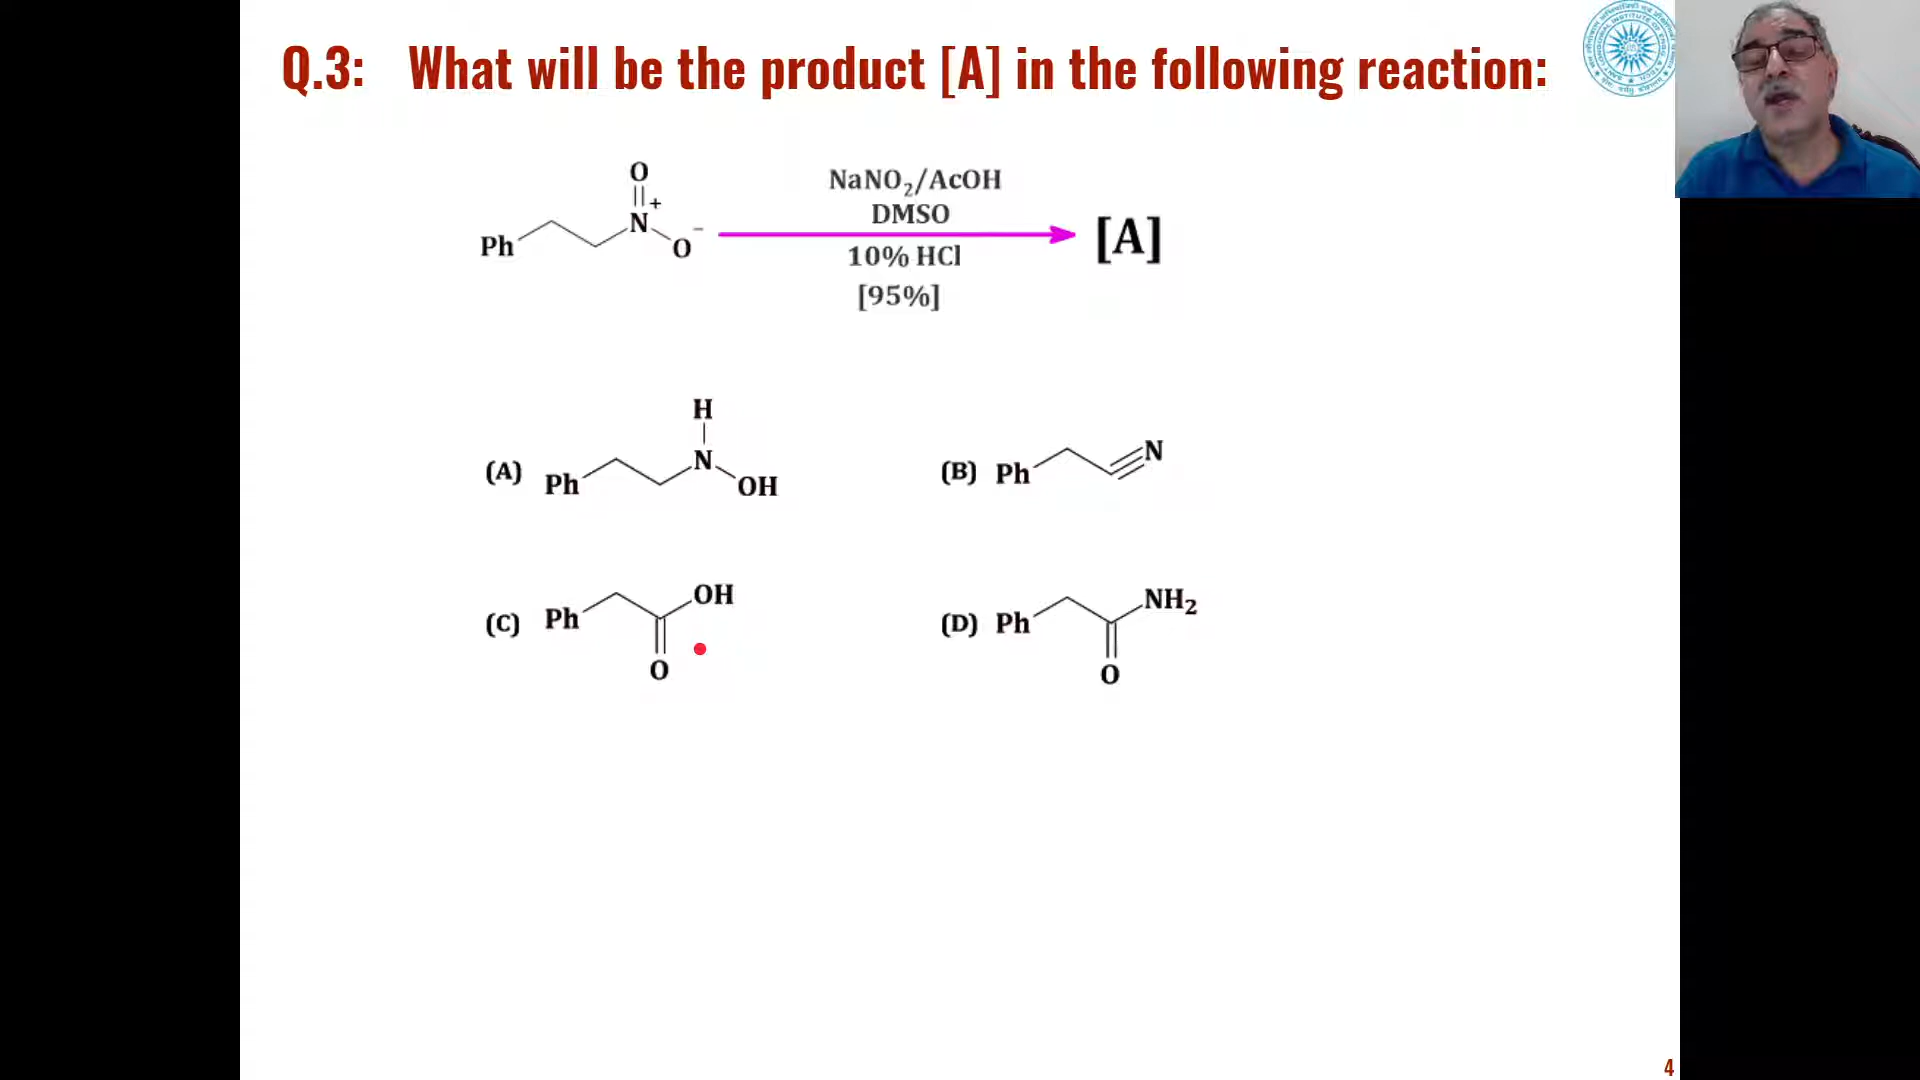 Q.3: What will be the product [A] in the following reaction:
O
N+
Ph
O-
NaNO2/AcOH
DMSO
10% HCl
[95%]
[A]
(A) Ph
H
N
OH
(B) Ph
N
(C) Ph
OH
O
(D) Ph
NH2
O
4